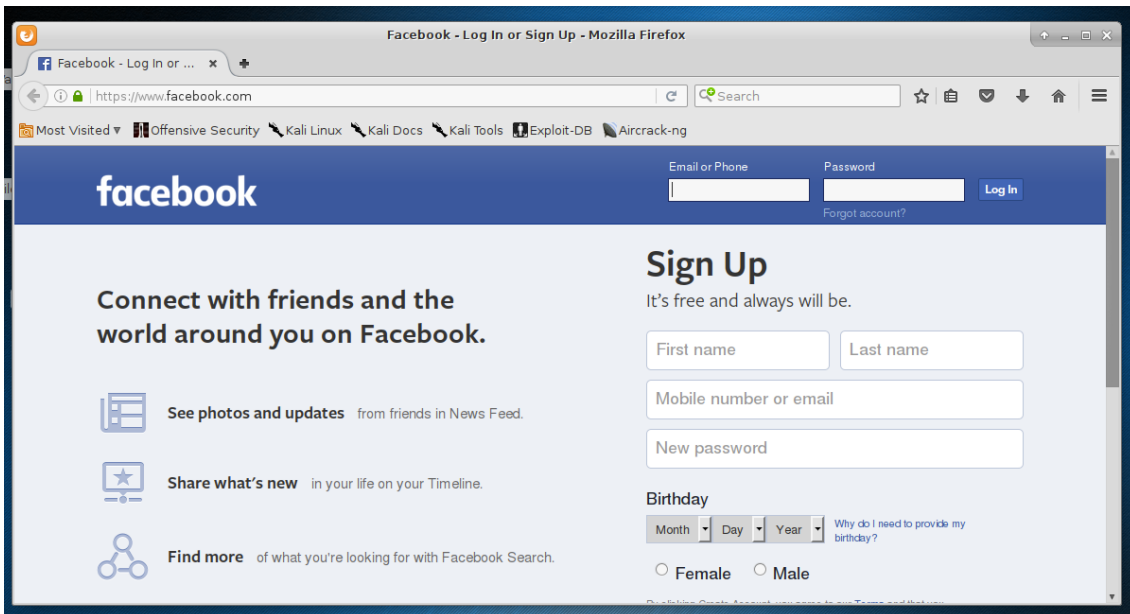 Facebook - Log In or Sign Up - Mozilla Firefox
Facebook - Log In or ...
https://www.facebook.com
Search
Most Visited
Offensive Security
Kali Linux
Kali Docs
Kali Tools
Exploit-DB
Aircrack-ng
facebook
Email or Phone
Password
Log In
Forgot account?
Connect with friends and the
world around you on Facebook.
See photos and updates from friends in News Feed.
Share what's new in your life on your Timeline.
Find more of what you're looking for with Facebook Search.
Sign Up
It's free and always will be.
First name
Last name
Mobile number or email
New password
Birthday
Month
Day
Year
Why do I need to provide my
birthday?
Female
Male